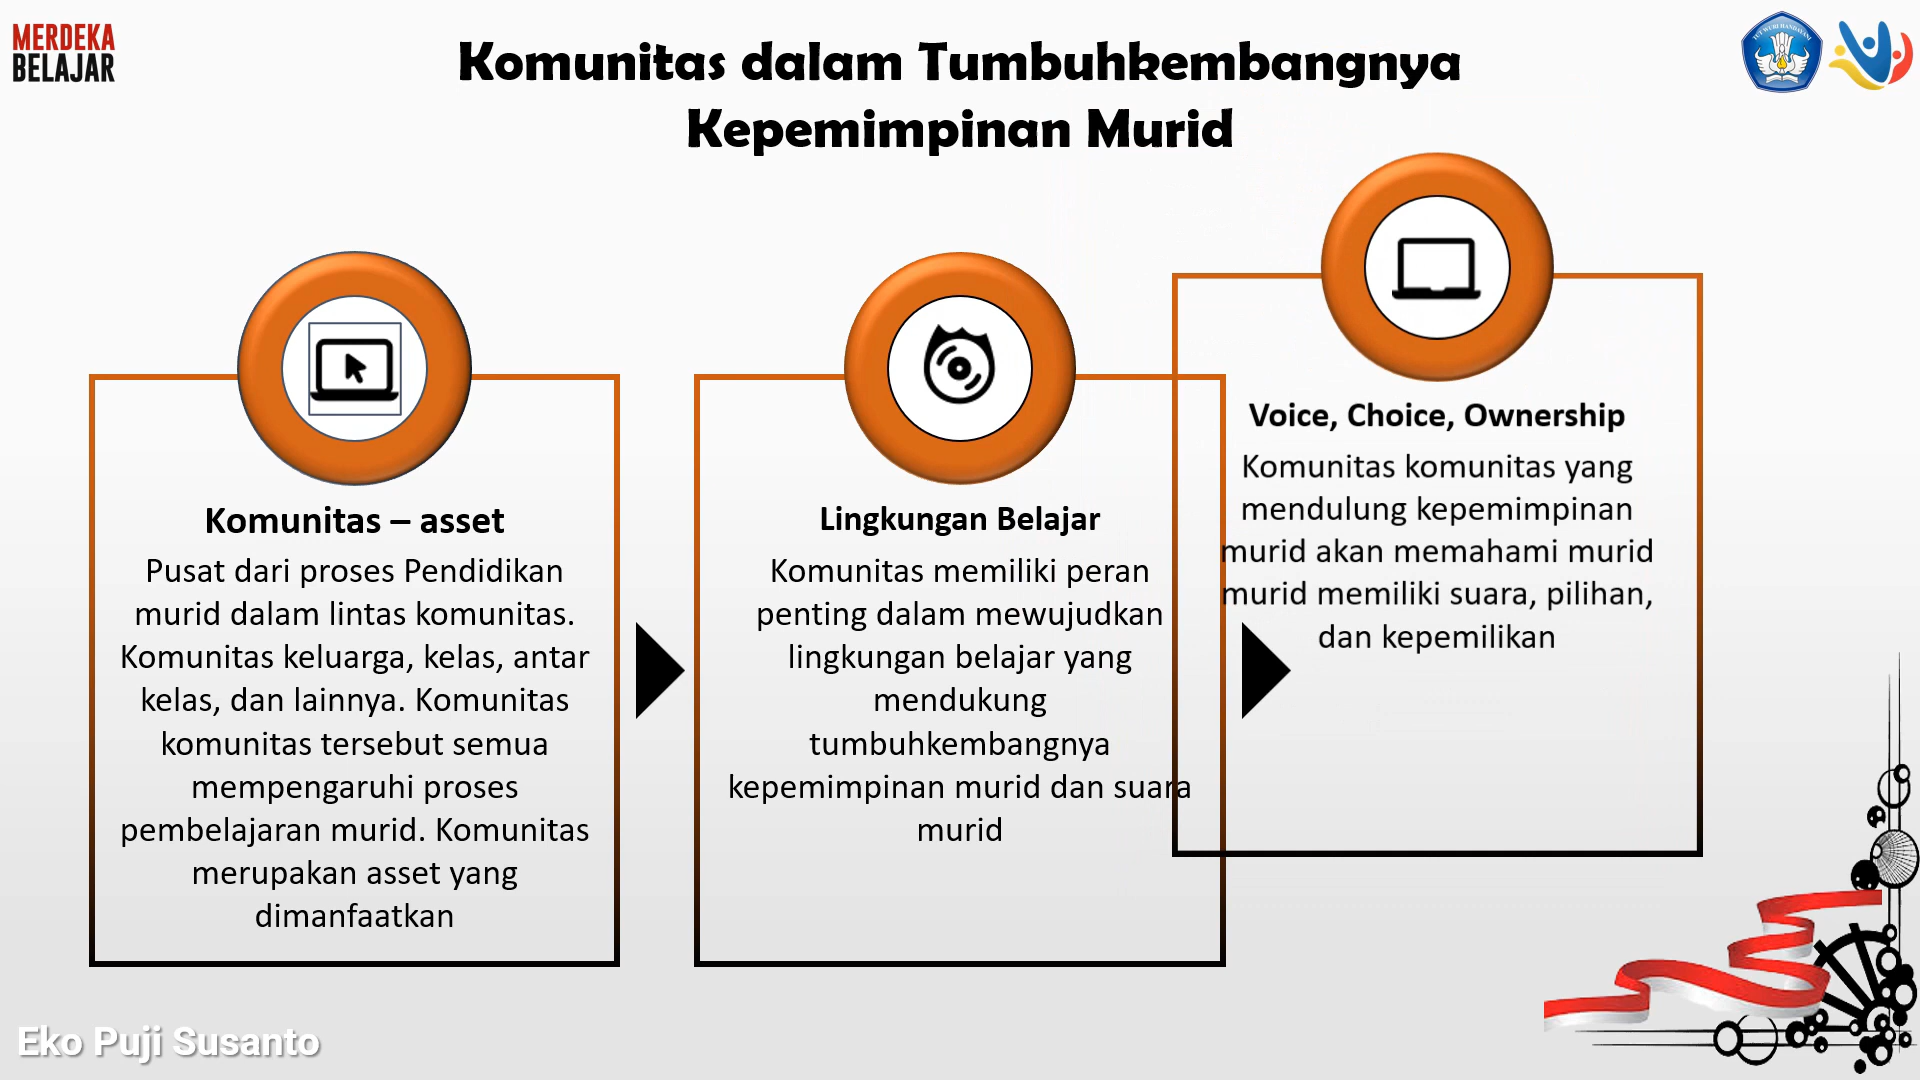 MERDEKA
BELAJAR
Komunitas dalam Tumbuhkembangnya
Kepemimpinan Murid
TUT WURI HANDAYANI
Komunitas – asset
Pusat dari proses Pendidikan
murid dalam lintas komunitas.
Komunitas keluarga, kelas, antar
kelas, dan lainnya. Komunitas
komunitas tersebut semua
mempengaruhi proses
pembelajaran murid. Komunitas
merupakan asset yang
dimanfaatkan
Lingkungan Belajar
Komunitas memiliki peran
penting dalam mewujudkan
lingkungan belajar yang
mendukung
tumbuhkembangnya
kepemimpinan murid dan suara
murid
Voice, Choice, Ownership
Komunitas komunitas yang
mendulung kepemimpinan
murid akan memahami murid
murid memiliki suara, pilihan,
dan kepemilikan
Eko Puji Susanto